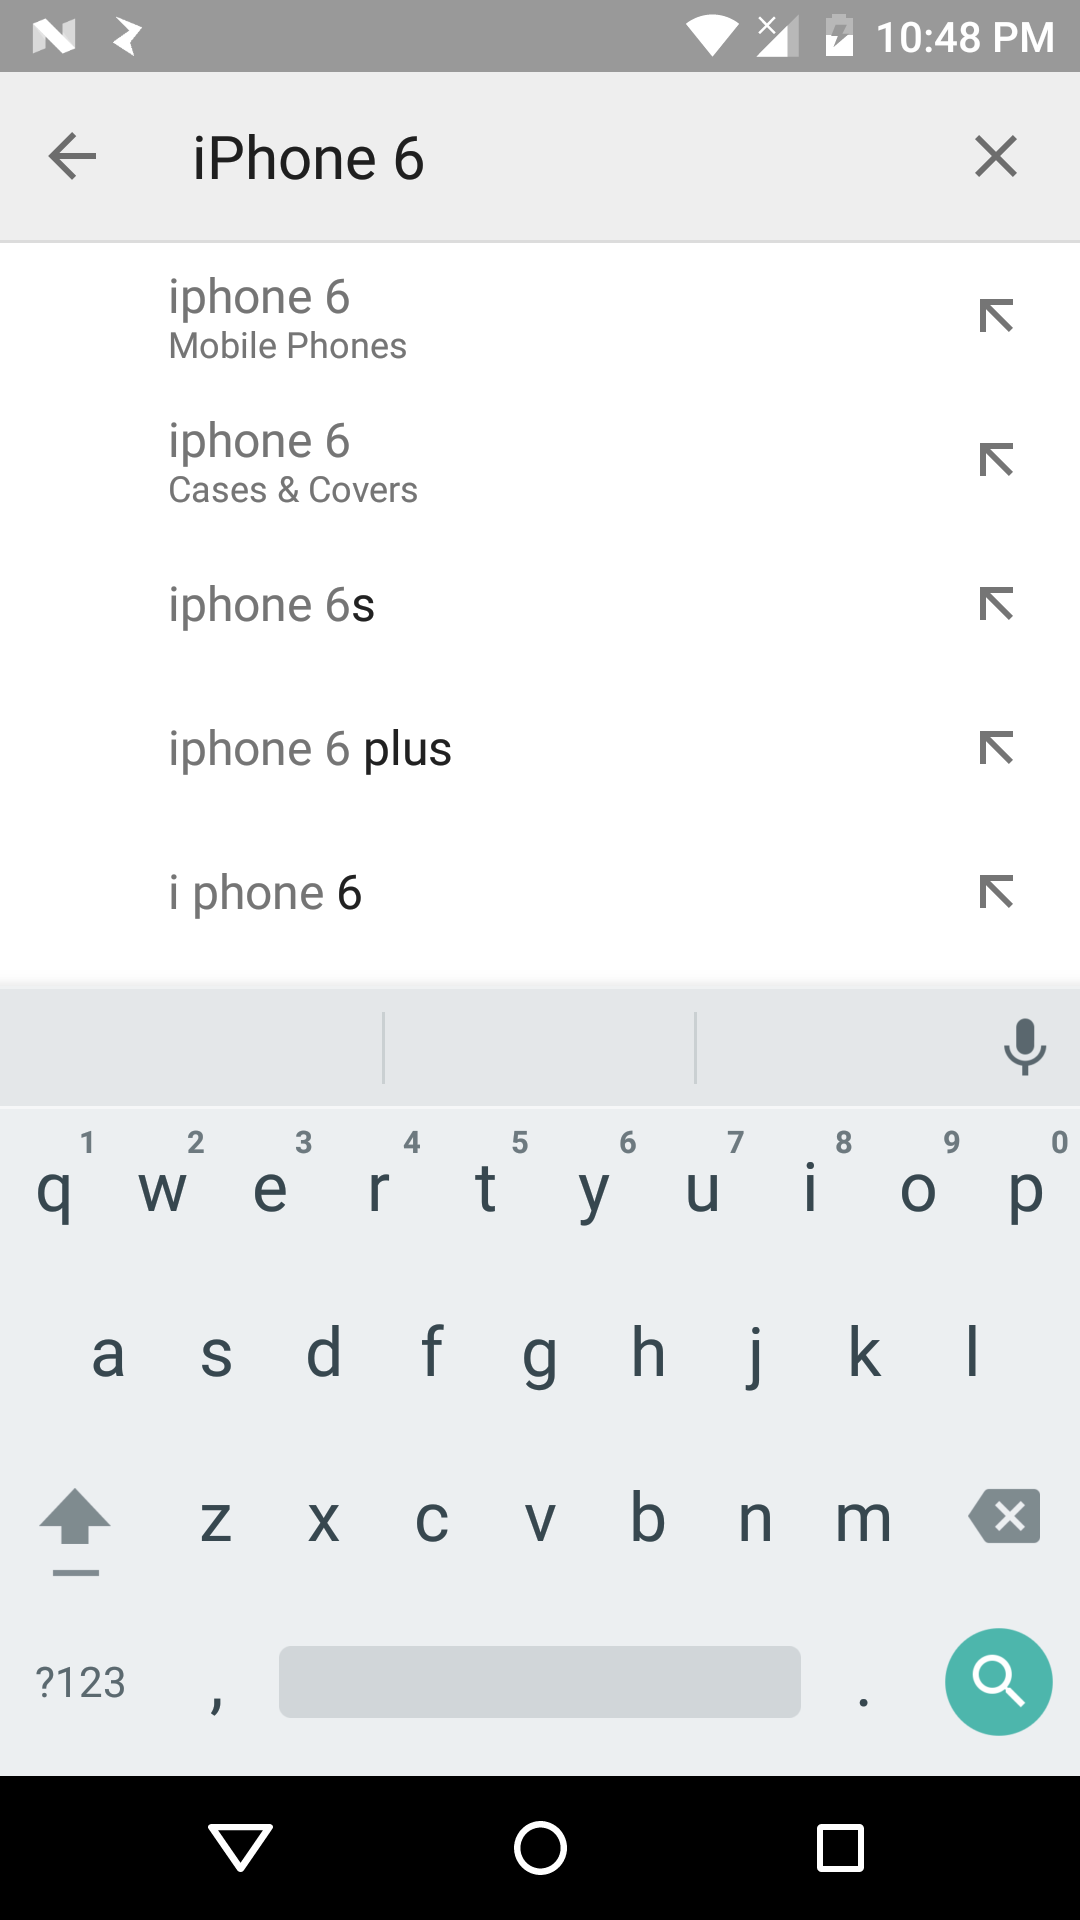 10:48 PM
iPhone 6
iphone 6
Mobile Phones
iphone 6
Cases & Covers
iphone 6s
iphone 6 plus
i phone 6
1 2 3 4 5 6 7 8 9 0
q w e r t y u i o p
a s d f g h j k l
z x c v b n m
?123 , .